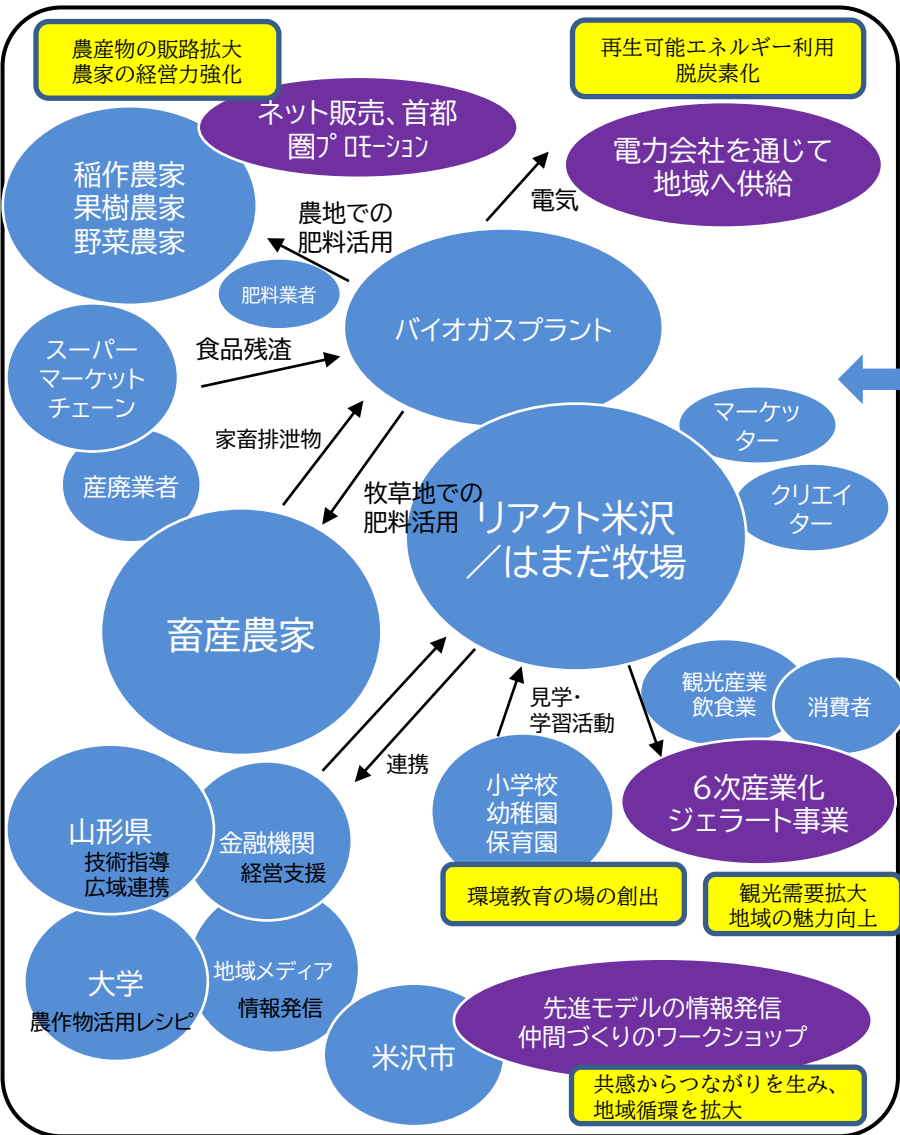 農産物の販路拡大
農家の経営力強化
再生可能エネルギー利用
脱炭素化
ネット販売、首都
圏プロモーション
電力会社を通じて
地域へ供給
稲作農家
果樹農家
野菜農家
農地での
肥料活用
電気
肥料業者
バイオガスプラント
スーパー
マーケット
チェーン
食品残渣
マーケッ
ター
家畜排泄物
産廃業者
牧草地での
肥料活用
リアクト米沢
／はまだ牧場
クリエイ
ター
畜産農家
観光産業
飲食業
消費者
見学・
学習活動
連携
小学校
幼稚園
保育園
6次産業化
ジェラート事業
山形県
技術指導
広域連携
金融機関
経営支援
環境教育の場の創出
観光需要拡大
地域の魅力向上
大学
農作物活用レシピ
地域メディア
情報発信
米沢市
先進モデルの情報発信
仲間づくりのワークショップ
共感からつながりを生み、
地域循環を拡大